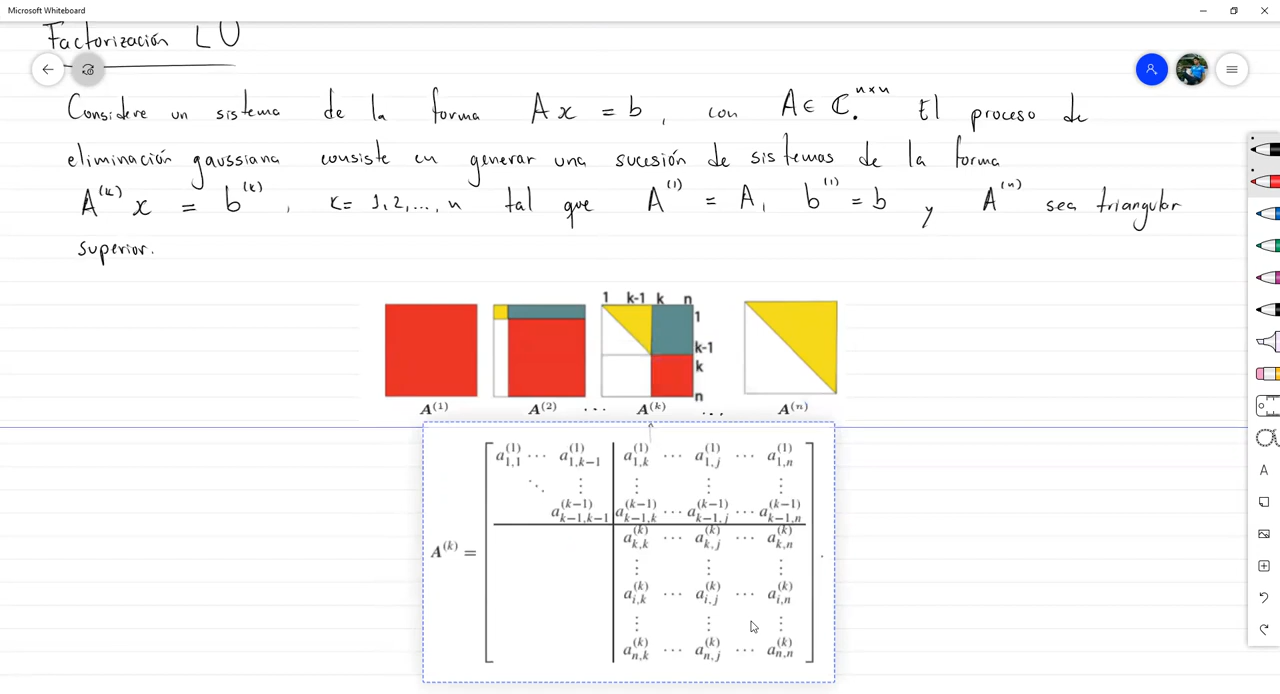 Microsoft Whiteboard
Factorización LU
Considere un sistema de la forma Ax = b, con A ∈ ℂ^{n×n}. El proceso de
eliminación gaussiana consiste en generar una sucesión de sistemas de la forma
A^{(k)} x = b^{(k)}, k = 1, 2, ..., n tal que A^{(1)} = A, b^{(1)} = b y A^{(n)} sea triangular
superior.
1 k-1 k n
1
k-1
k
n
A^{(1)} A^{(2)} ... A^{(k)} ... A^{(n)}
a_{1,1}^{(1)} ⋯ a_{1,k−1}^{(1)} a_{1,k}^{(1)} ⋯ a_{1,j}^{(1)} ⋯ a_{1,n}^{(1)}
⋱ ⋮ ⋮ ⋮ ⋮
a_{k−1,k−1}^{(k−1)} a_{k−1,k}^{(k−1)} ⋯ a_{k−1,j}^{(k−1)} ⋯ a_{k−1,n}^{(k−1)}
a_{k,k}^{(k)} ⋯ a_{k,j}^{(k)} ⋯ a_{k,n}^{(k)}
A^{(k)} = .
⋮ ⋮ ⋮
a_{i,k}^{(k)} ⋯ a_{i,j}^{(k)} ⋯ a_{i,n}^{(k)}
⋮ ⋮ ⋮
a_{n,k}^{(k)} ⋯ a_{n,j}^{(k)} ⋯ a_{n,n}^{(k)}
A